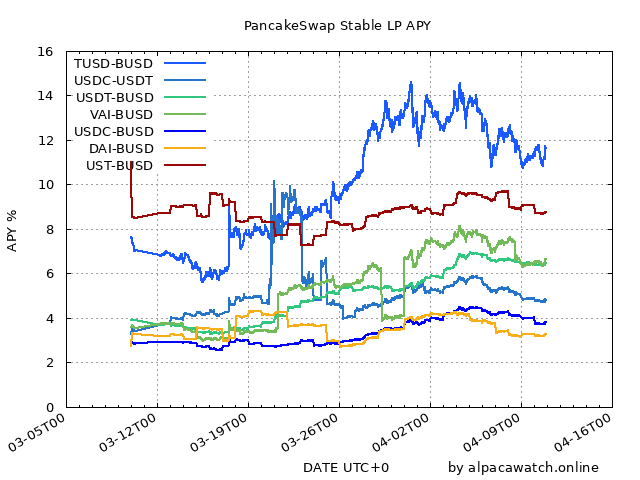 PancakeSwap Stable LP APY
16
14
12
10
8
6
4
2
0
APY %
TUSD-BUSD
USDC-USDT
USDT-BUSD
VAI-BUSD
USDC-BUSD
DAI-BUSD
UST-BUSD
03-05T00
03-12T00
03-19T00
03-26T00
04-02T00
04-09T00
04-16T00
DATE UTC+0
by alpacawatch.online